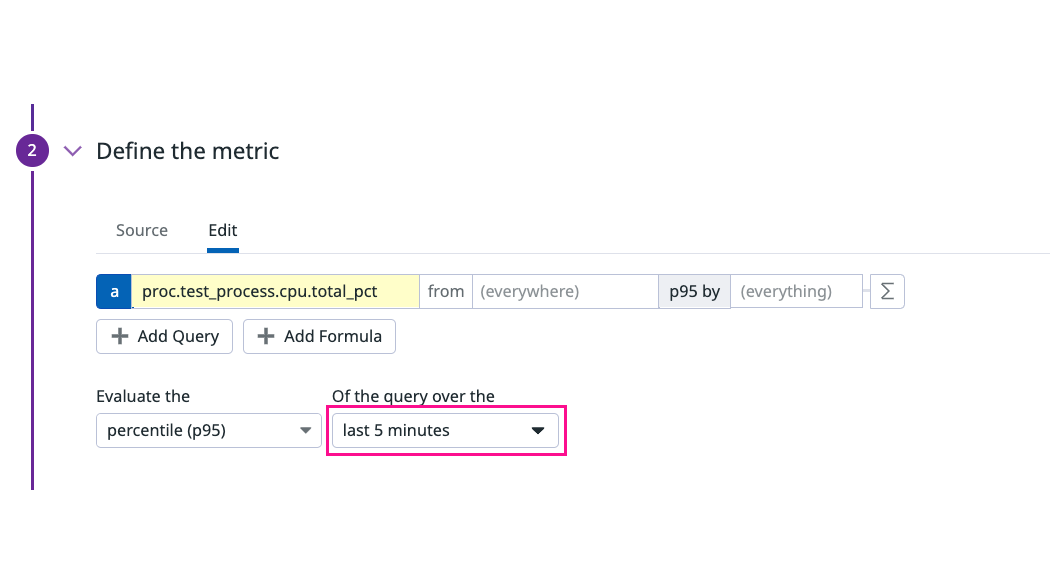 2 Define the metric
Source Edit
a proc.test_process.cpu.total_pct from (everywhere) p95 by (everything) Σ
Add Query Add Formula
Evaluate the Of the query over the
percentile (p95) last 5 minutes